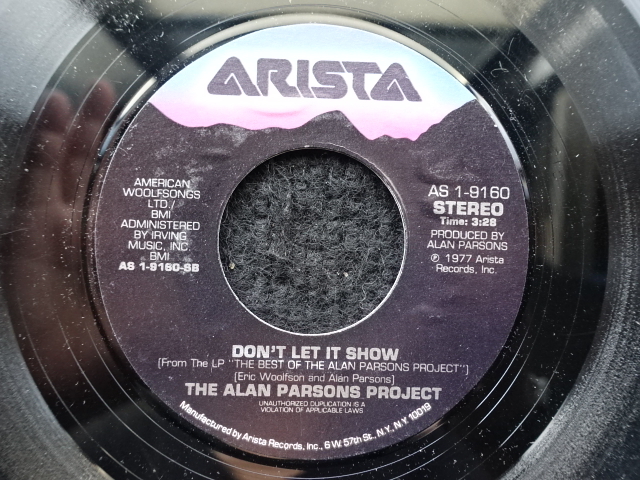 ARISTA
AMERICAN
WOOLFSONGS
LTD./
BMI
ADMINISTERED
BY IRVING
MUSIC, INC.
BMI
AS 1-9160-SB
AS 1-9160
STEREO
Time: 3:28
PRODUCED BY
ALAN PARSONS
℗ 1977 Arista
Records, Inc.
DON'T LET IT SHOW
[From The LP "THE BEST OF THE ALAN PARSONS PROJECT"]
[Eric Woolfson and Alan Parsons]
THE ALAN PARSONS PROJECT
UNAUTHORIZED DUPLICATION IS A
VIOLATION OF APPLICABLE LAWS
Manufactured by Arista Records, Inc., 6 W. 57th St., N.Y., N.Y. 10019